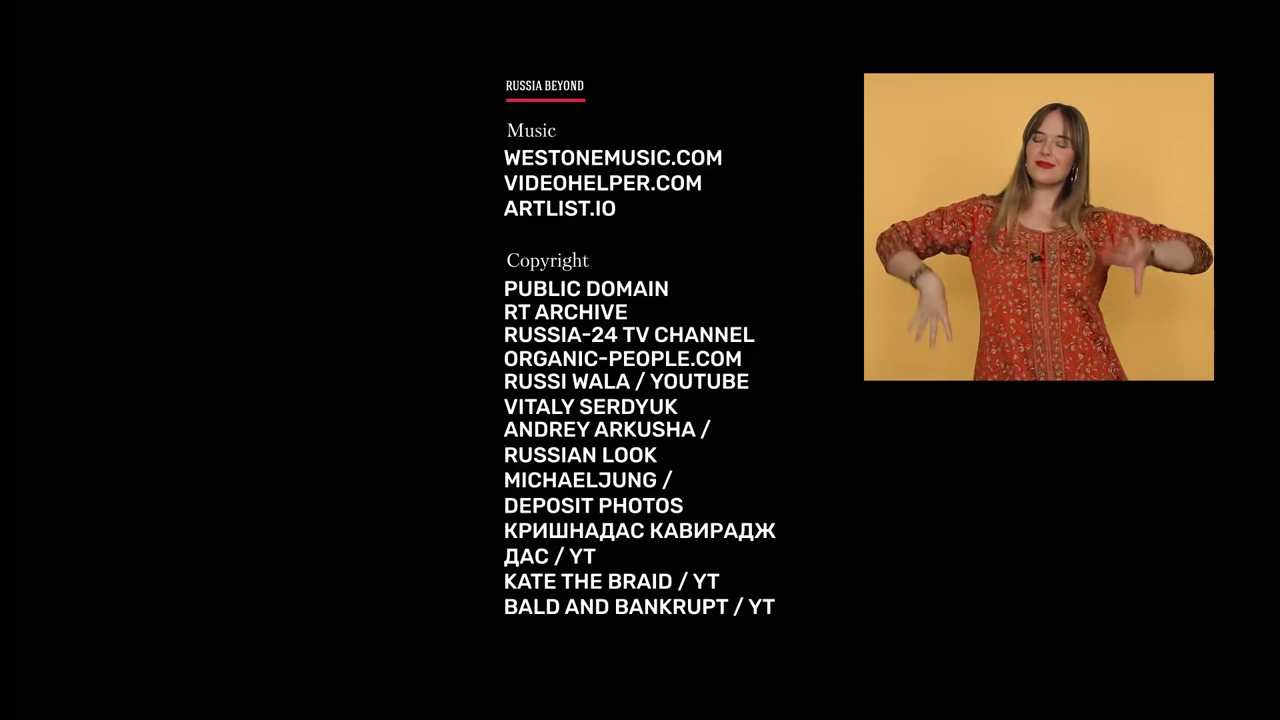 RUSSIA BEYOND
Music
WESTONEMUSIC.COM
VIDEOHELPER.COM
ARTLIST.IO
Copyright
PUBLIC DOMAIN
RT ARCHIVE
RUSSIA-24 TV CHANNEL
ORGANIC-PEOPLE.COM
RUSSI WALA / YOUTUBE
VITALY SERDYUK
ANDREY ARKUSHA /
RUSSIAN LOOK
MICHAELJUNG /
DEPOSIT PHOTOS
КРИШНАДАС КАВИРАДЖ
ДАС / YT
KATE THE BRAID / YT
BALD AND BANKRUPT / YT